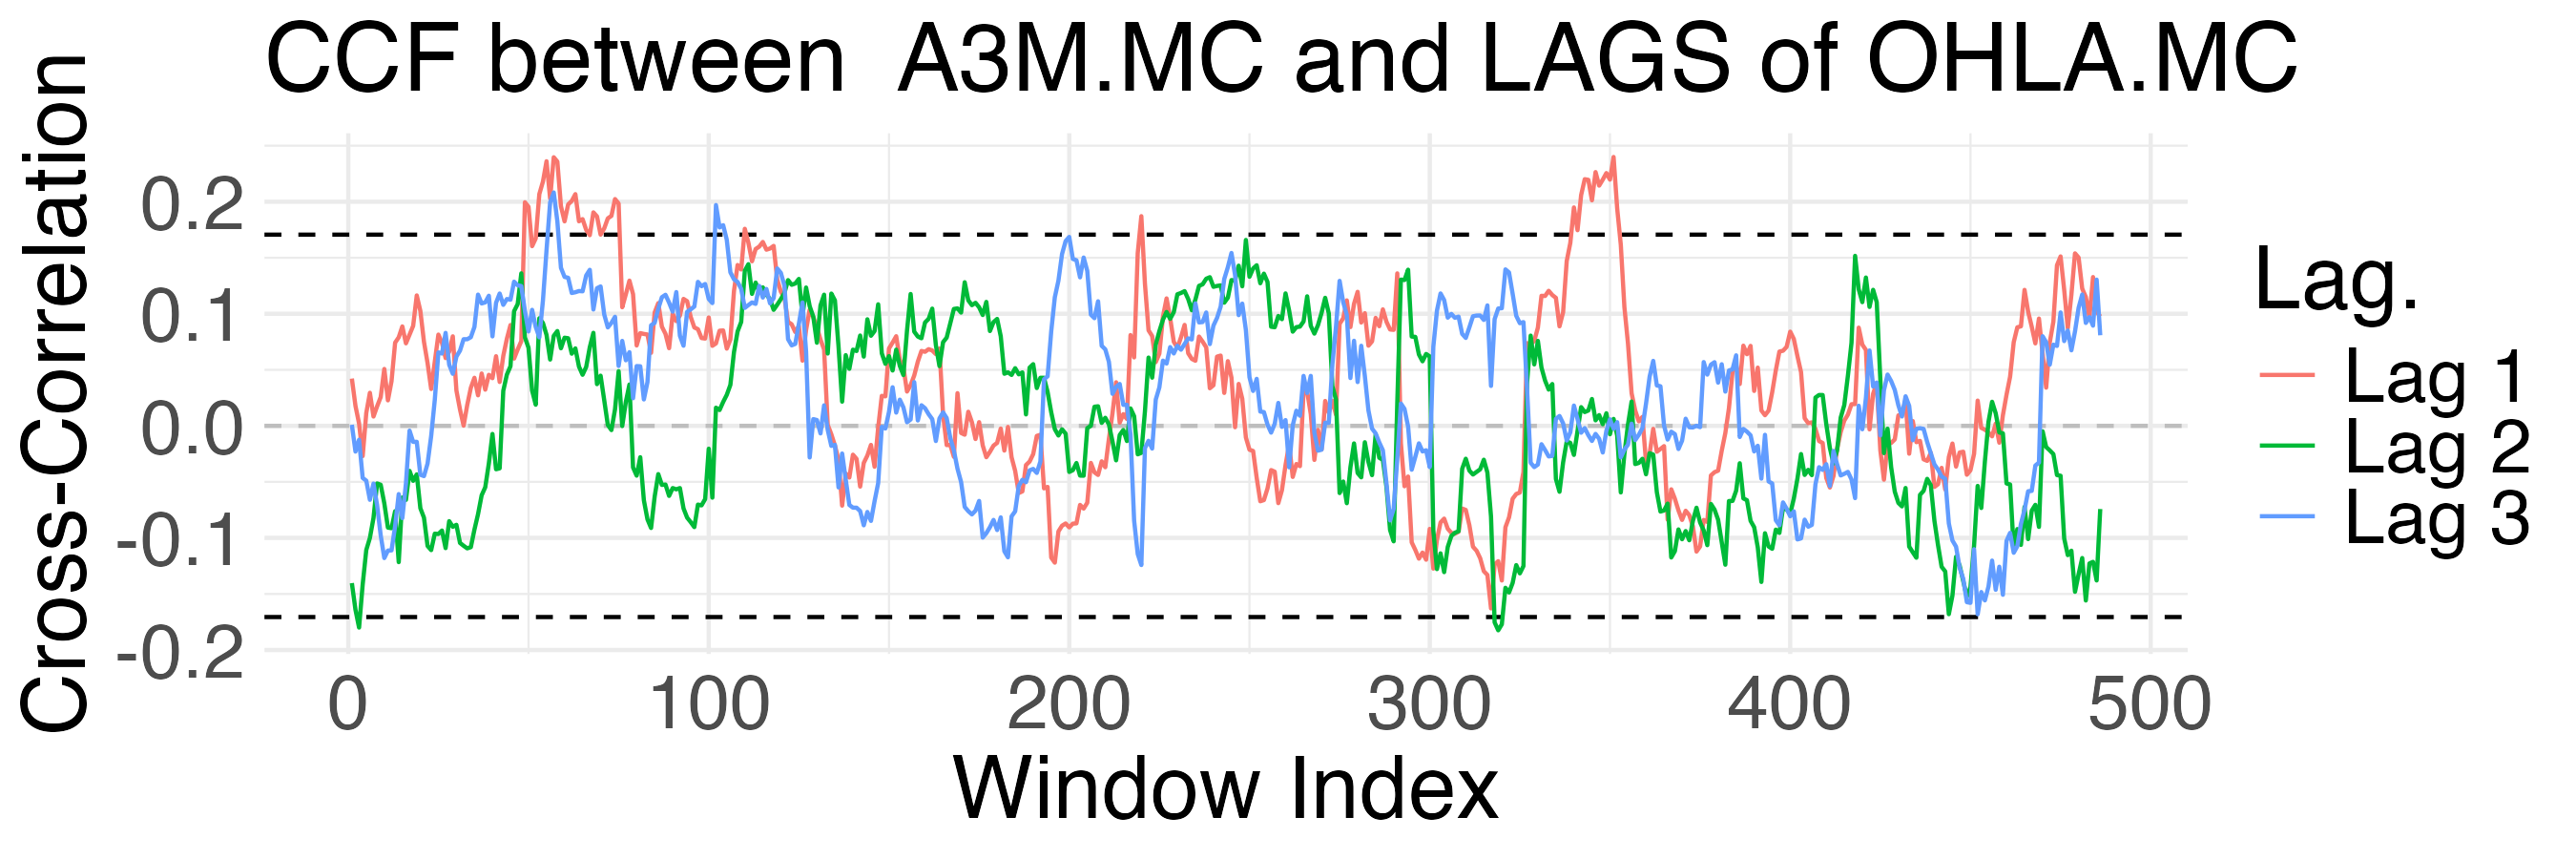 CCF between  A3M.MC and LAGS of OHLA.MC
Cross-Correlation
0.2
0.1
0.0
-0.1
-0.2
0 100 200 300 400 500
Window Index
Lag.
Lag 1
Lag 2
Lag 3